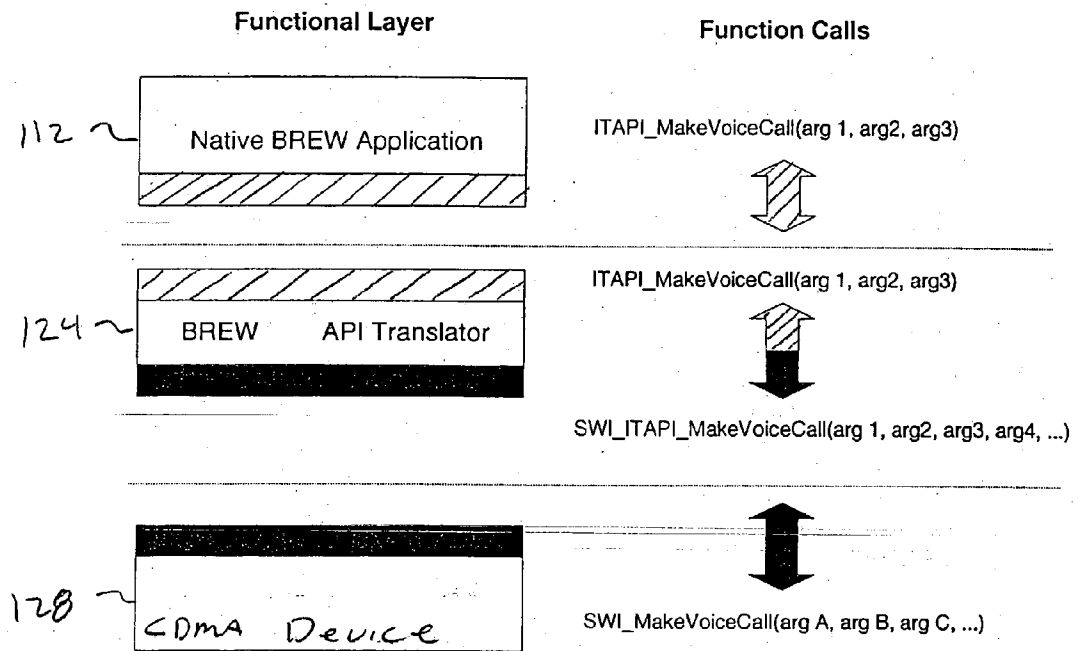 Functional Layer
Function Calls
112
Native BREW Application
ITAPI_MakeVoiceCall(arg 1, arg2, arg3)
124
BREW API Translator
ITAPI_MakeVoiceCall(arg 1, arg2, arg3)
SWI_ITAPI_MakeVoiceCall(arg 1, arg2, arg3, arg4, ...)
128
CDMA Device
SWI_MakeVoiceCall(arg A, arg B, arg C, ...)